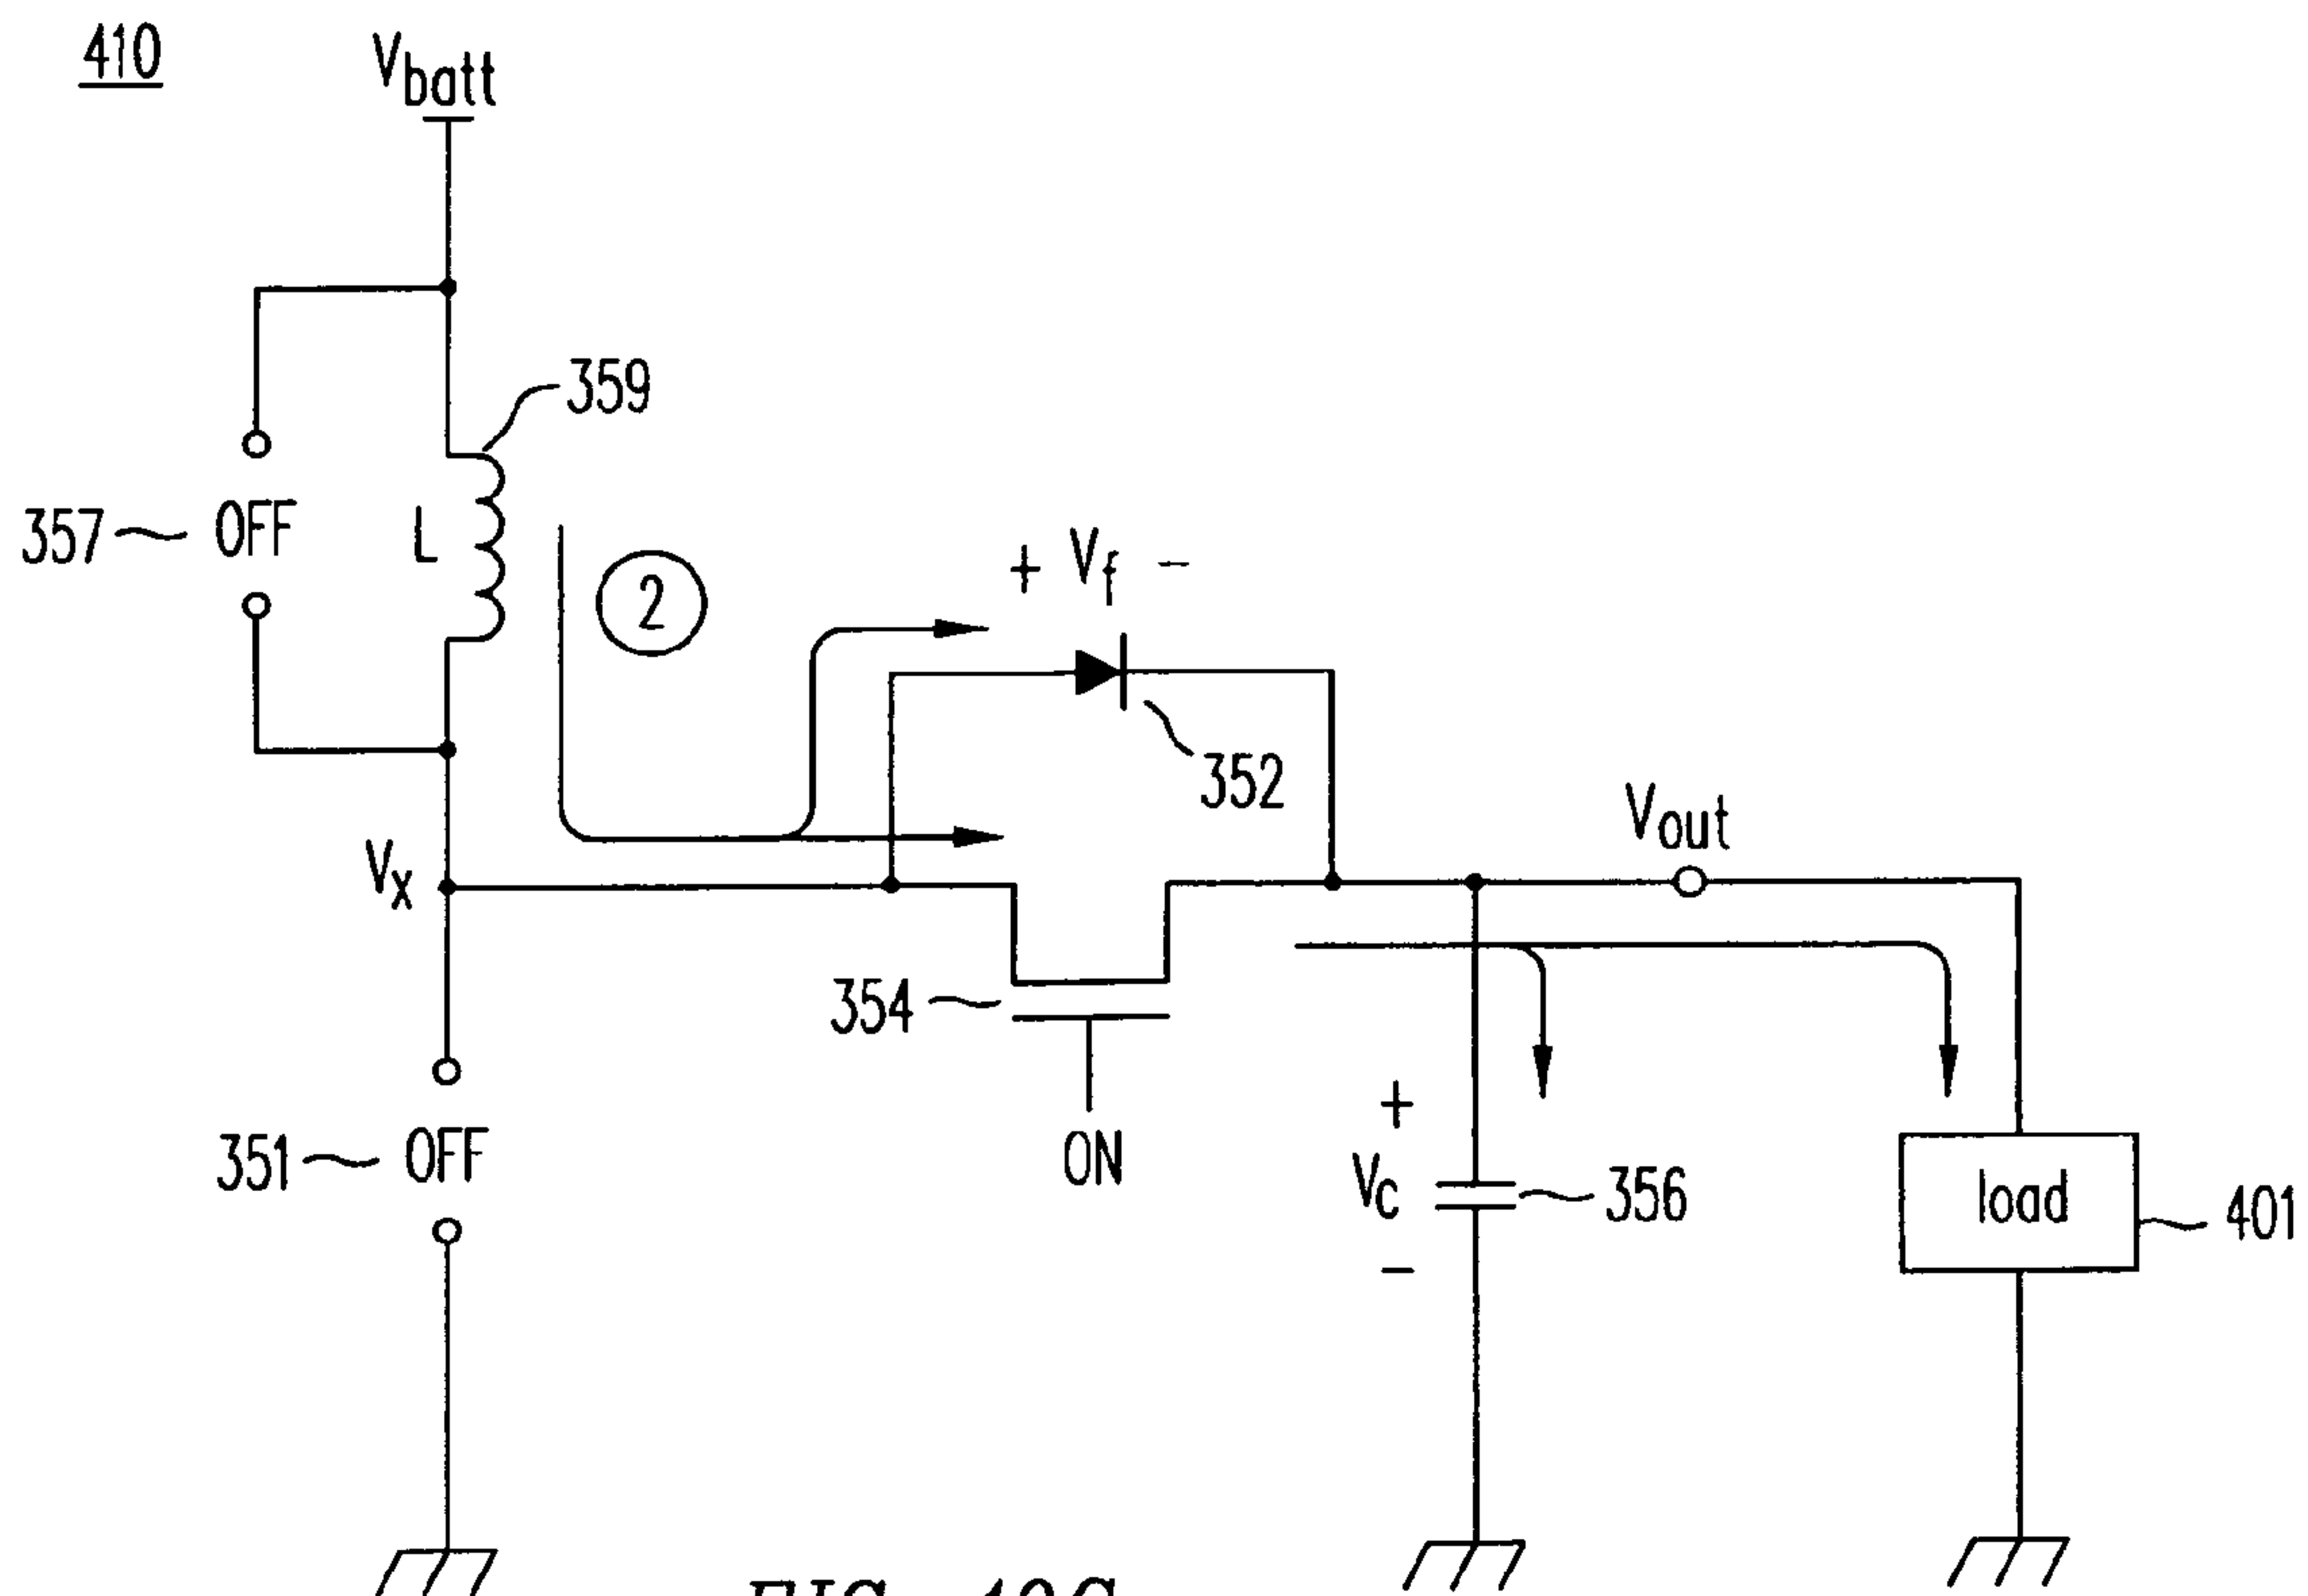 410
Vbatt
359
357
OFF
L
2
+ Vf −
352
Vx
Vout
354
ON
351
OFF
+
Vc
−
356
load
401